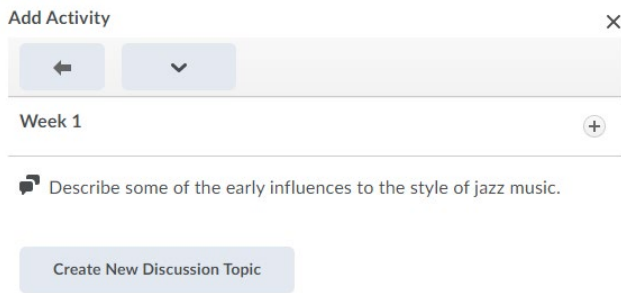 Add Activity
Week 1
Describe some of the early influences to the style of jazz music.
Create New Discussion Topic